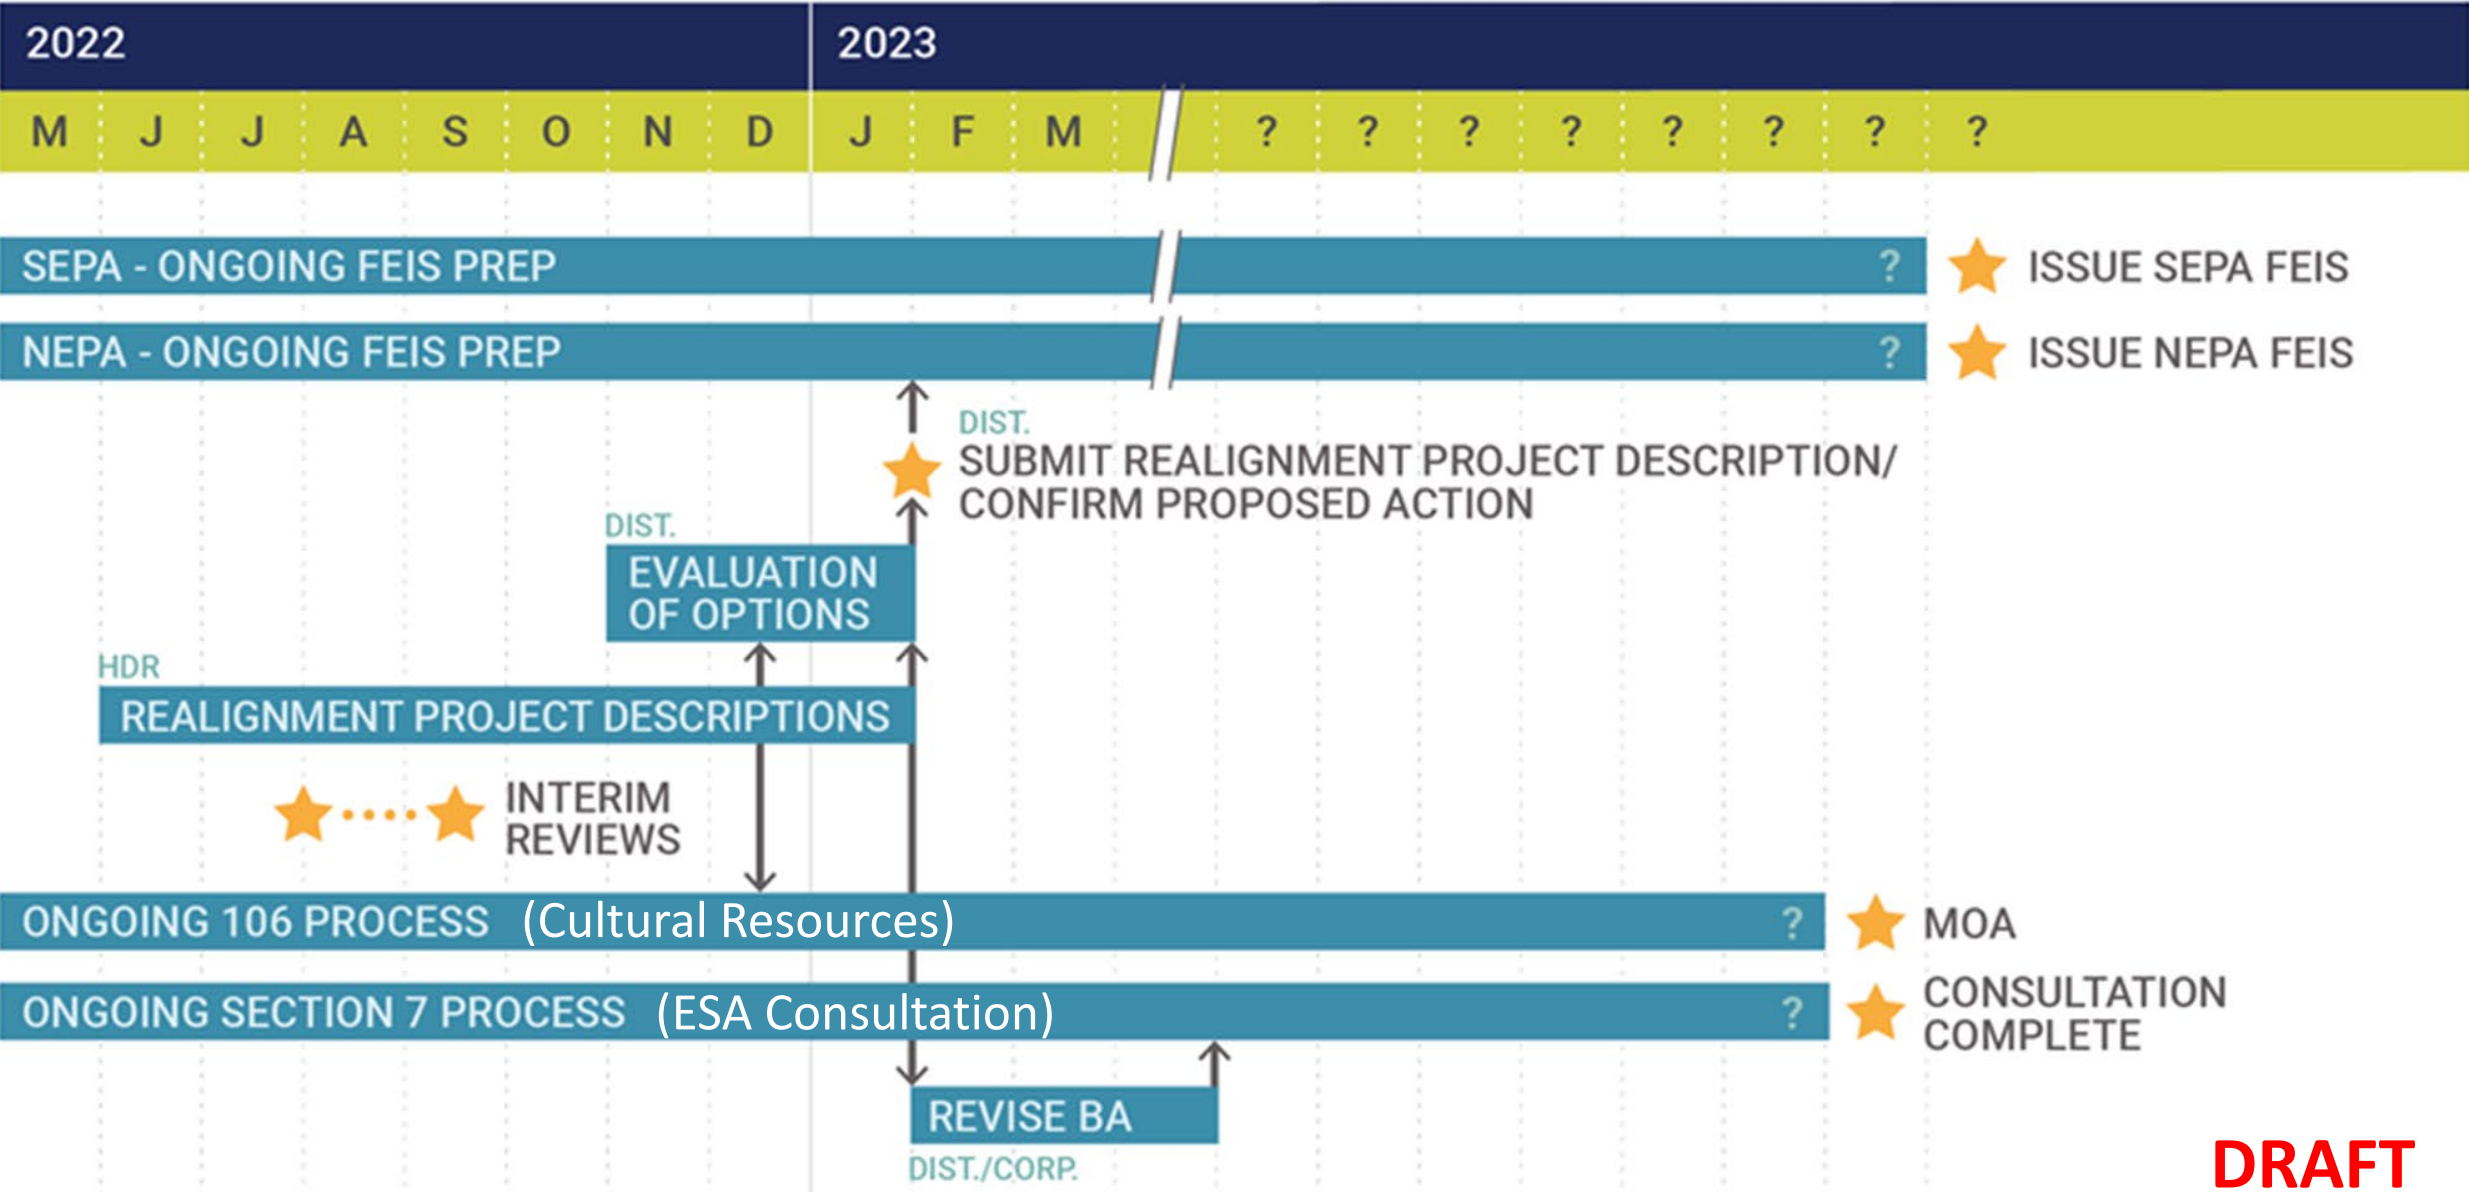 2022 2023
M J J A S O N D J F M ? ? ? ? ? ? ? ?
SEPA - ONGOING FEIS PREP ? ISSUE SEPA FEIS
NEPA - ONGOING FEIS PREP ? ISSUE NEPA FEIS
DIST.
SUBMIT REALIGNMENT PROJECT DESCRIPTION/
CONFIRM PROPOSED ACTION
DIST.
EVALUATION
OF OPTIONS
HDR
REALIGNMENT PROJECT DESCRIPTIONS
INTERIM
REVIEWS
ONGOING 106 PROCESS (Cultural Resources) ? MOA
ONGOING SECTION 7 PROCESS (ESA Consultation) ?
CONSULTATION
COMPLETE
REVISE BA
DIST./CORP.
DRAFT